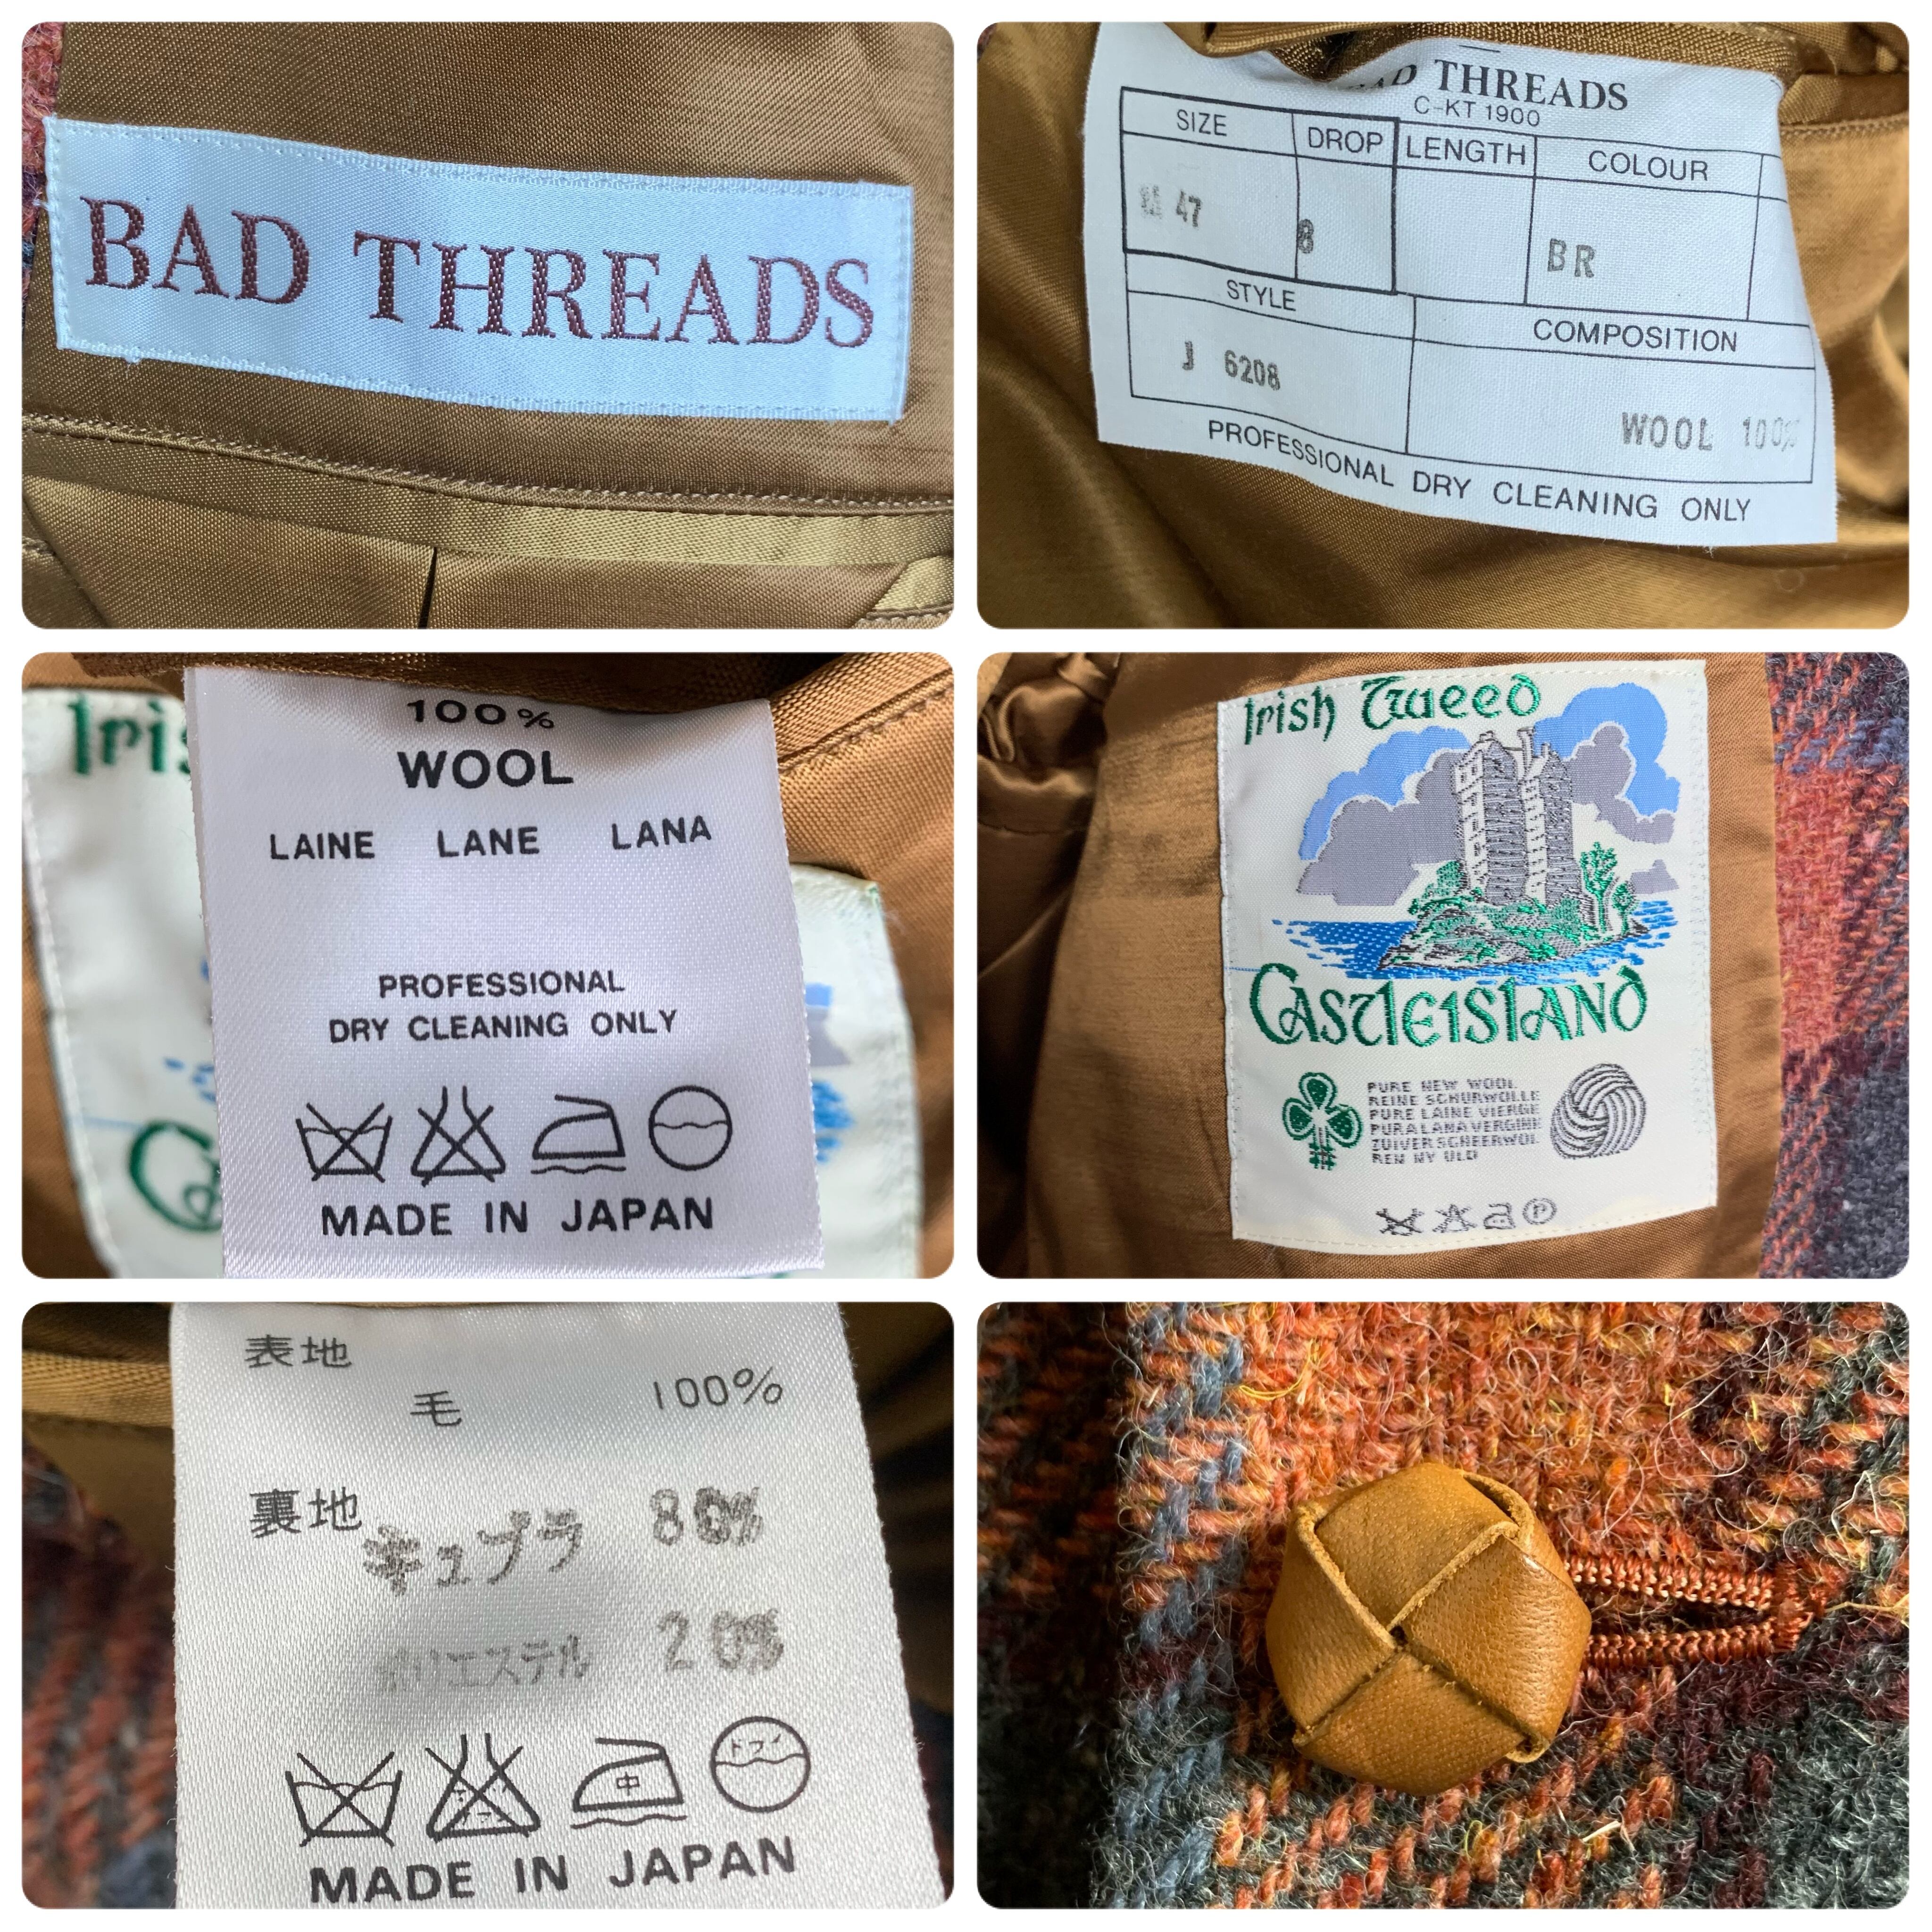 BAD THREADS
THREADS
C-KT 1900
SIZE DROP LENGTH COLOUR
47 8 BR
STYLE COMPOSITION
J 6208 WOOL 100%
PROFESSIONAL DRY CLEANING ONLY
100%
WOOL
LAINE LANE LANA
PROFESSIONAL
DRY CLEANING ONLY
MADE IN JAPAN
Irish Tweed
CASTLEISLAND
PURE NEW WOOL
REINE SCHURWOLLE
PURE LAINE VIERGE
PURA LANA VERGINE
ZUIVER SCHEERWOL
REN NY ULD
P
表地
毛 100%
裏地 キュプラ 80%
ポリエステル 20%
中 ドライ
MADE IN JAPAN